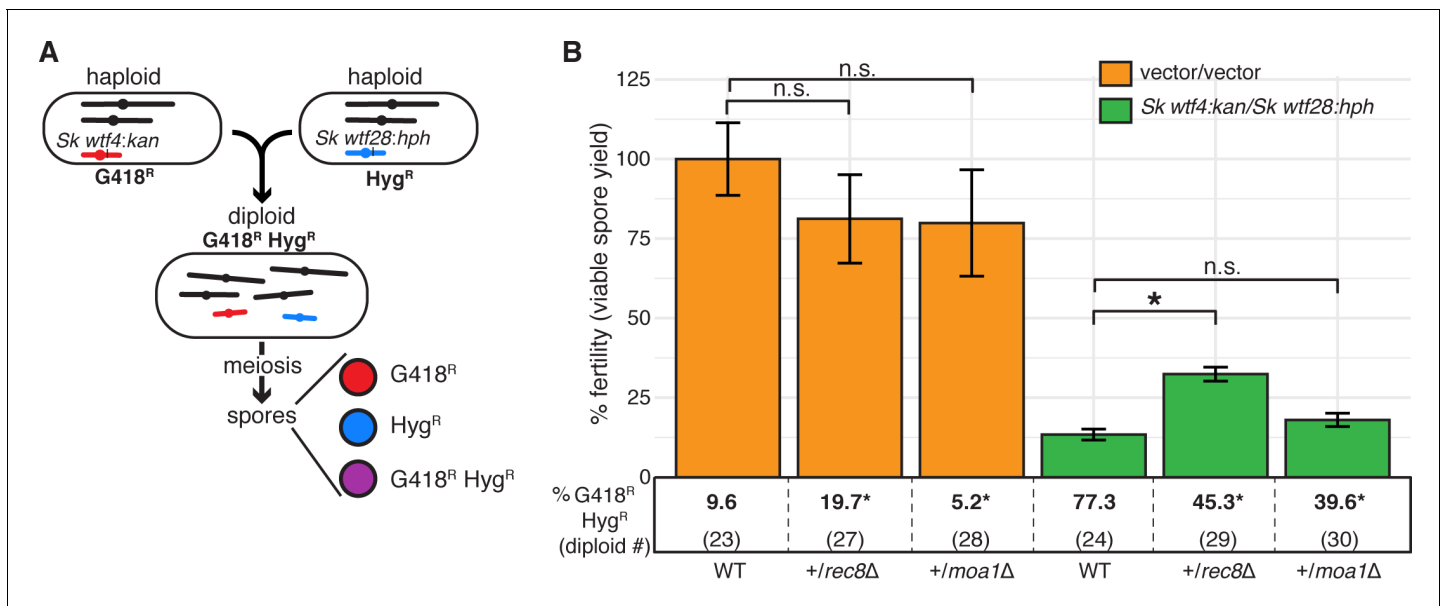 A
haploid
haploid
Sk wtf4:kan
Sk wtf28:hph
G418ᴿ
Hygᴿ
diploid
G418ᴿ Hygᴿ
meiosis
spores
G418ᴿ
Hygᴿ
G418ᴿ Hygᴿ
B
vector/vector
Sk wtf4:kan/Sk wtf28:hph
% fertility (viable spore yield)
125
100
75
50
25
0
n.s.
n.s.
n.s.
*
% G418ᴿ
Hygᴿ
(diploid #)
9.6 19.7* 5.2* 77.3 45.3* 39.6*
(23) (27) (28) (24) (29) (30)
WT +/rec8Δ +/moa1Δ WT +/rec8Δ +/moa1Δ